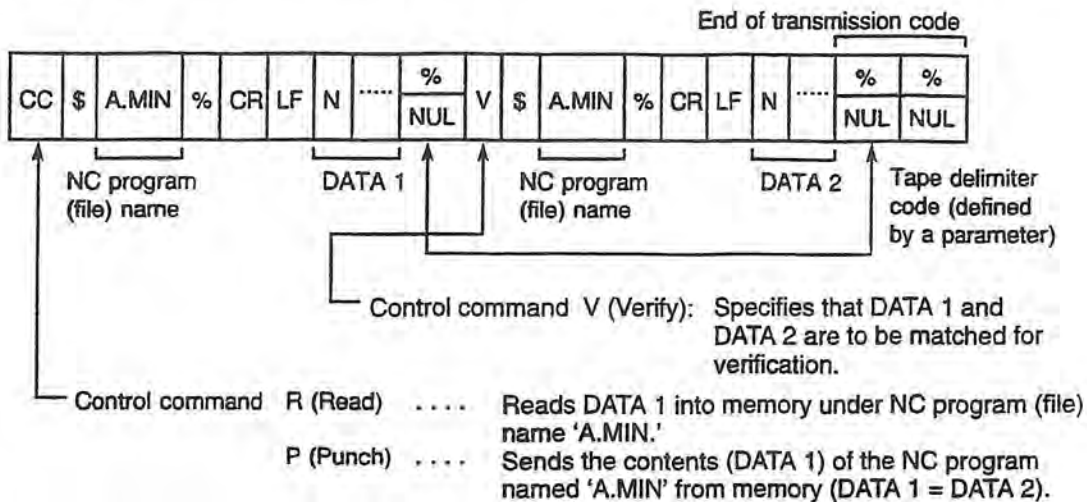 End of transmission code
CC $ A.MIN % CR LF N ...... % NUL V $ A.MIN % CR LF N ...... % NUL % NUL
NC program (file) name
DATA 1
NC program (file) name
DATA 2
Tape delimiter code (defined by a parameter)
Control command V (Verify): Specifies that DATA 1 and
DATA 2 are to be matched for
verification.
Control command R (Read) .... Reads DATA 1 into memory under NC program (file)
name 'A.MIN.'
P (Punch) .... Sends the contents (DATA 1) of the NC program
named 'A.MIN' from memory (DATA 1 = DATA 2).